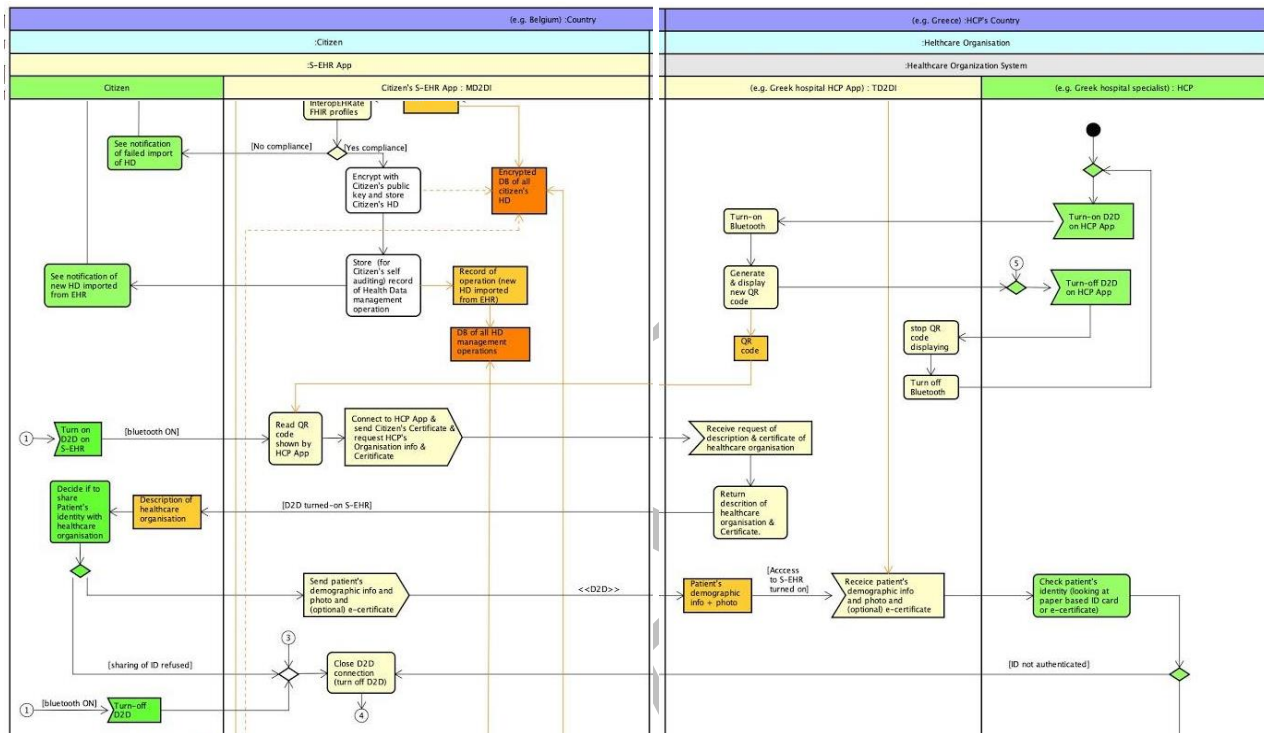 (e.g. Belgium) :Country
(e.g. Greece) :HCP's Country
:Citizen
:Helthcare Organisation
:S-EHR App
:Healthcare Organization System
Citizen
Citizen's S-EHR App : MD2DI
(e.g. Greek hospital HCP App) : TD2DI
(e.g. Greek hospital specialist) : HCP
InteropEHRate
FHIR profiles
[No compliance]
[Yes compliance]
See notification
of failed import
of HD
Encrypt with
Citizen's public
key and store
Citizen's HD
Encrypted
DB of all
citizen's
HD
Turn-on
Bluetooth
Turn-on D2D
on HCP App
See notification of
new HD imported
from EHR
Store (for
Citizen's self
auditing) record
of Health Data
management
operation
Record of
operation (new
HD imported
from EHR)
Generate
& display
new QR
code
5
Turn-off D2D
on HCP App
DB of all HD
management
operations
QR
code
stop QR
code
displaying
Turn off
Bluetooth
1
Turn on
D2D on
S-EHR
[bluetooth ON]
Read QR
code
shown by
HCP App
Connect to HCP App &
send Citizen's Certificate &
request HCP's
Organisation info &
Ceritificate
Receive request of
description & certificate of
healthcare organisation
Decide if to
share
Patient's
identity with
healthcare
organisation
Description of
healthcare
organisation
[D2D turned-on S-EHR]
Return
descrition of
healthcare
organisation &
Certificate.
Send patient's
demographic info and
photo and
(optional) e-certificate
<<D2D>>
Patient's
demographic
info + photo
[Acccess
to S-EHR
turned on]
Receice patient's
demographic info
and photo and
(optional) e-certificate
Check patient's
identity (looking at
paper based ID card
or e-certificate)
3
[sharing of ID refused]
Close D2D
connection
(turn off D2D)
[ID not authenticated]
1
[bluetooth ON]
Turn-off
D2D
4